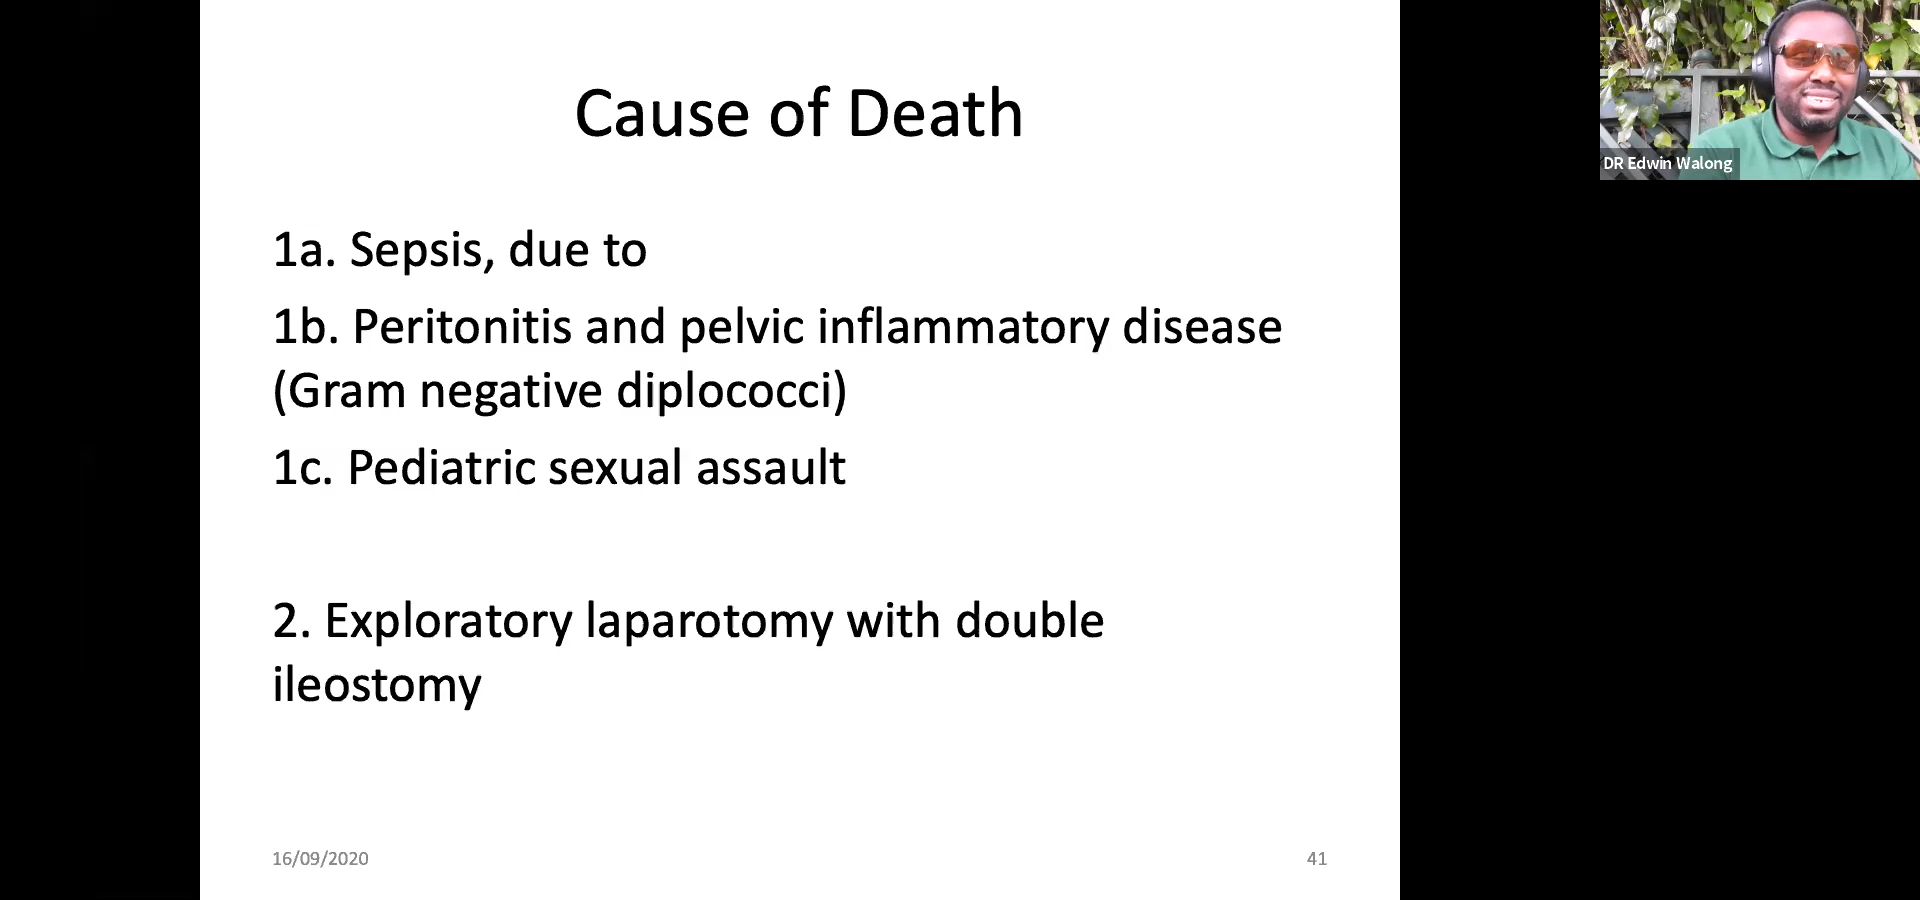 Cause of Death
1a. Sepsis, due to
1b. Peritonitis and pelvic inflammatory disease
(Gram negative diplococci)
1c. Pediatric sexual assault
2. Exploratory laparotomy with double
ileostomy
16/09/2020
41
DR Edwin Walong